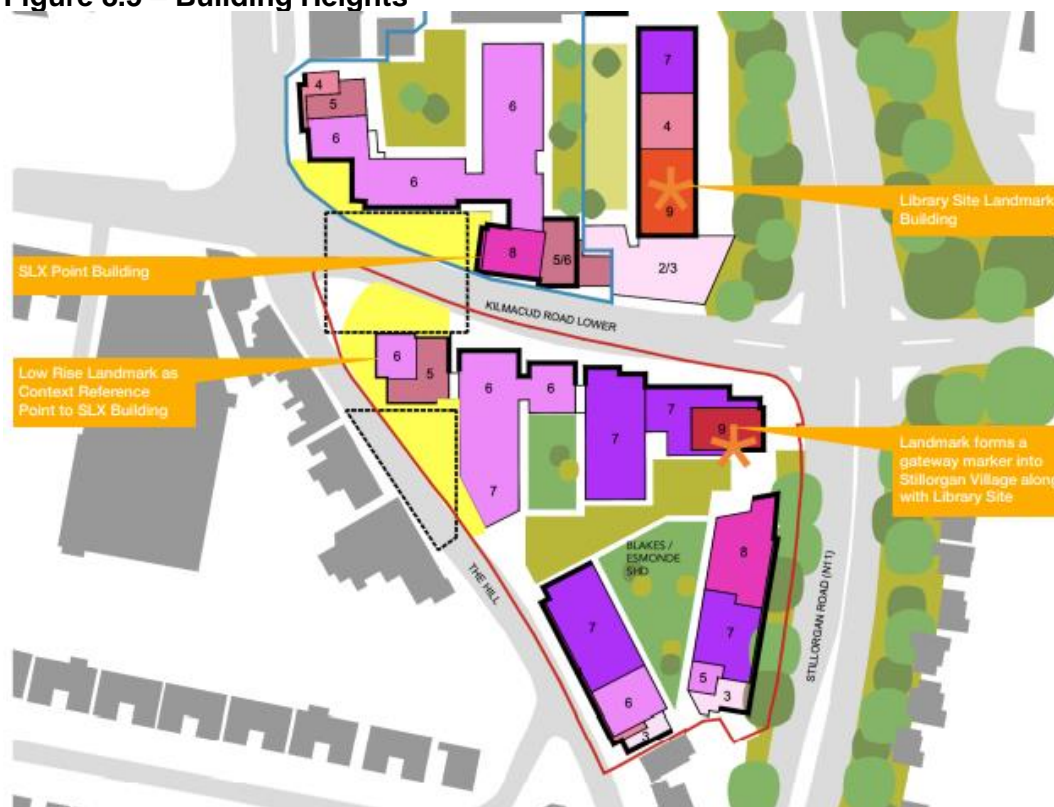 Figure 8.5 – Building Heights
4
5
6
6
6
8
5/6
7
4
9
2/3
Library Site Landmark
Building
SLX Point Building
KILMACUD ROAD LOWER
Low Rise Landmark as
Context Reference
Point to SLX Building
6
5
6
6
7
7
7
9
Landmark forms a
gateway marker into
Stillorgan Village along
with Library Site
BLAKES /
ESMONDE
SHD
8
7
5
3
THE HILL
7
6
3
STILLORGAN ROAD (N11)